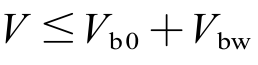 V ≤ V_{b0} + V_{bw}